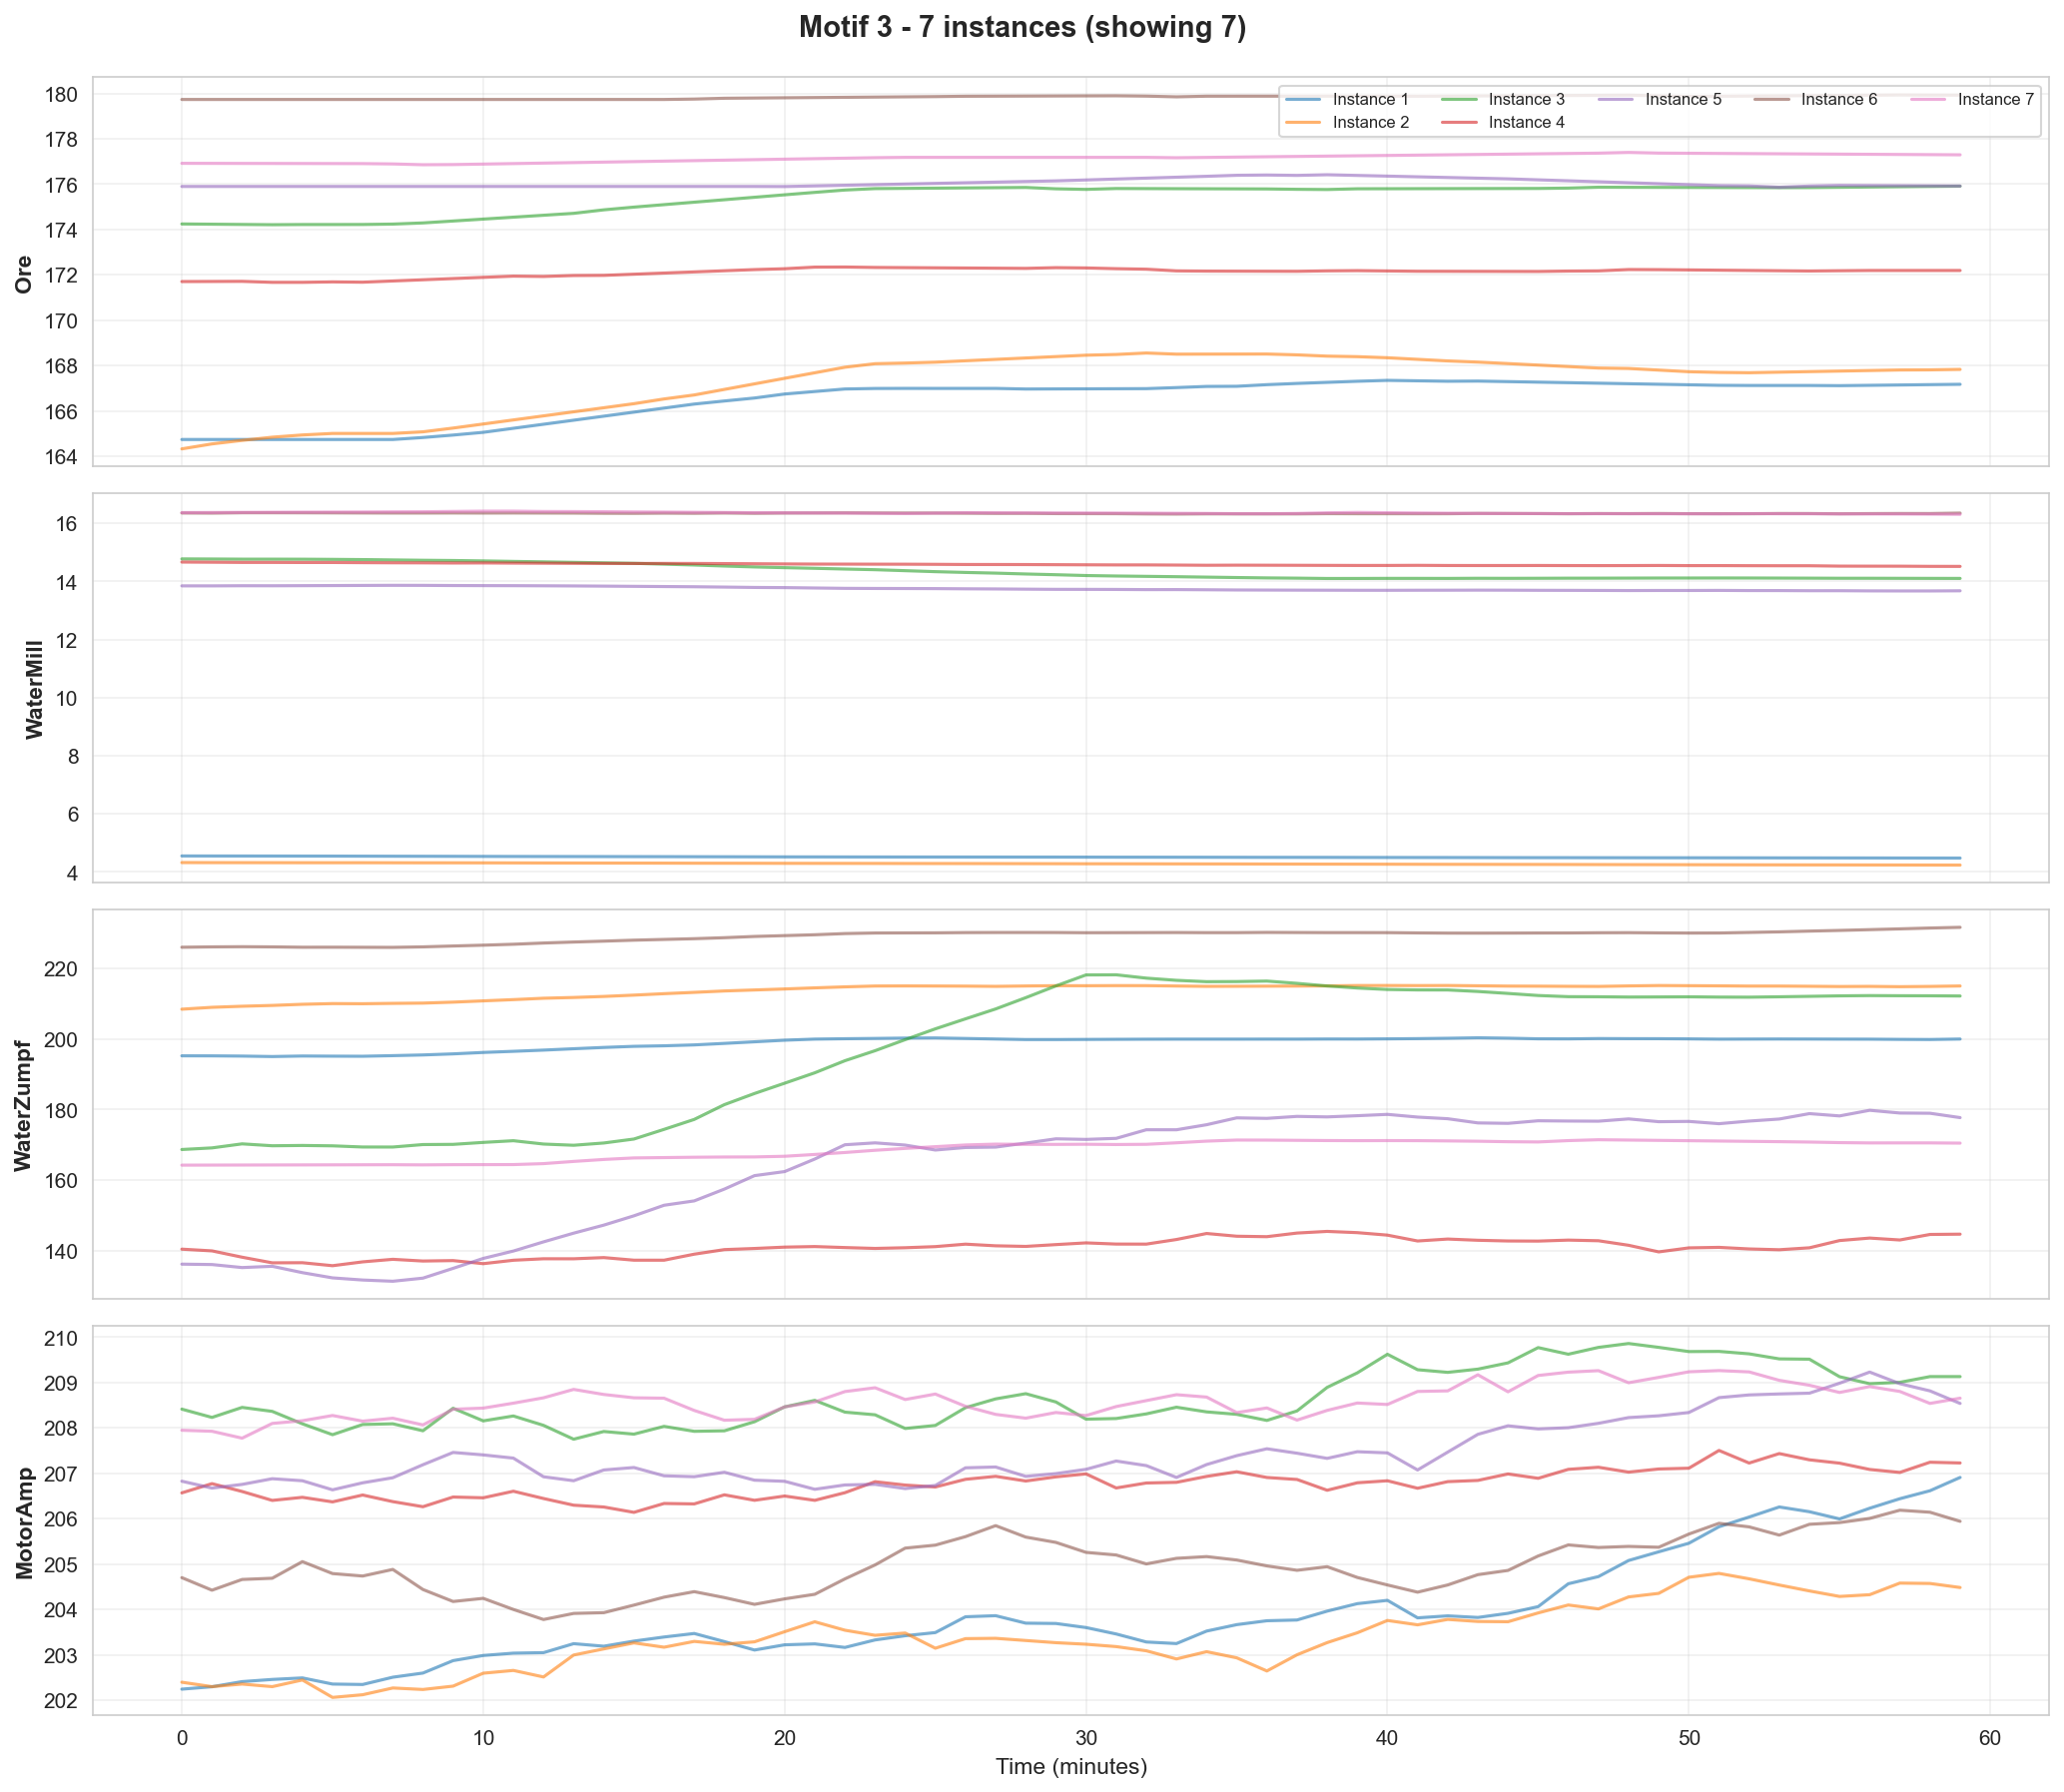 Motif 3 - 7 instances (showing 7)
180
178
176
174
172
170
168
166
164
Ore
Instance 1
Instance 3
Instance 5
Instance 6
Instance 7
Instance 2
Instance 4
16
14
12
10
8
6
4
WaterMill
220
200
180
160
140
WaterZumpf
210
209
208
207
206
205
204
203
202
MotorAmp
0 10 20 30 40 50 60
Time (minutes)